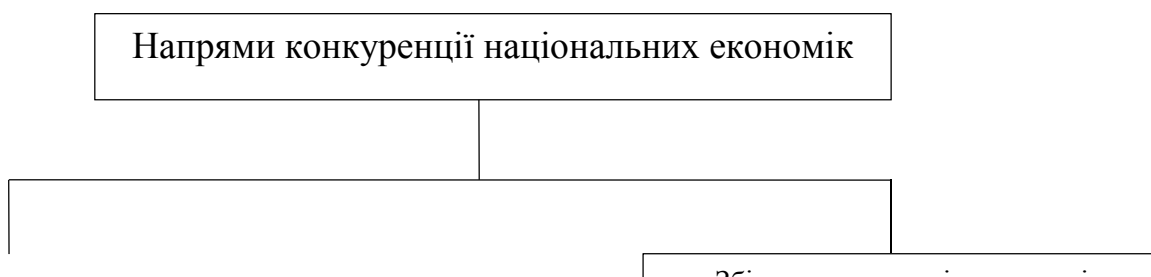 Напрями конкуренції національних економік